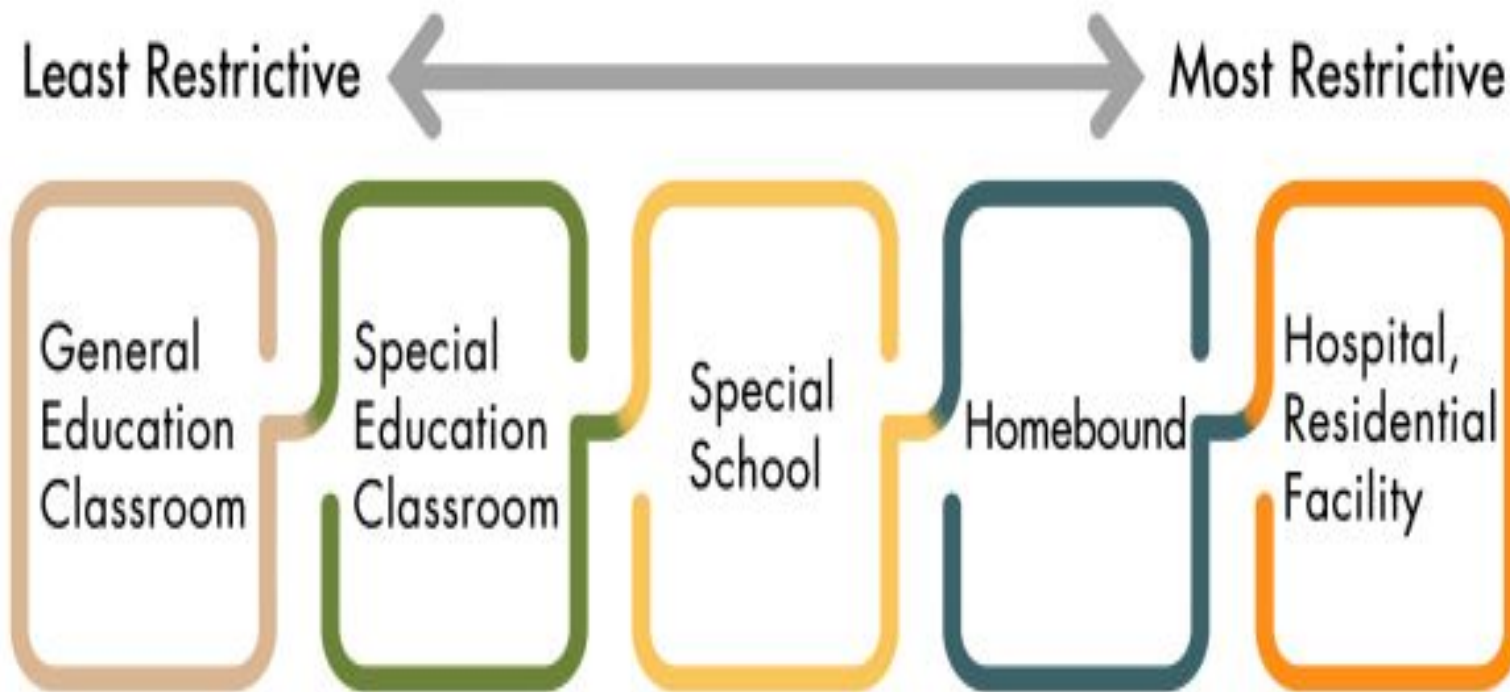 Least Restrictive
Most Restrictive
General
Education
Classroom
Special
Education
Classroom
Special
School
Homebound
Hospital,
Residential
Facility